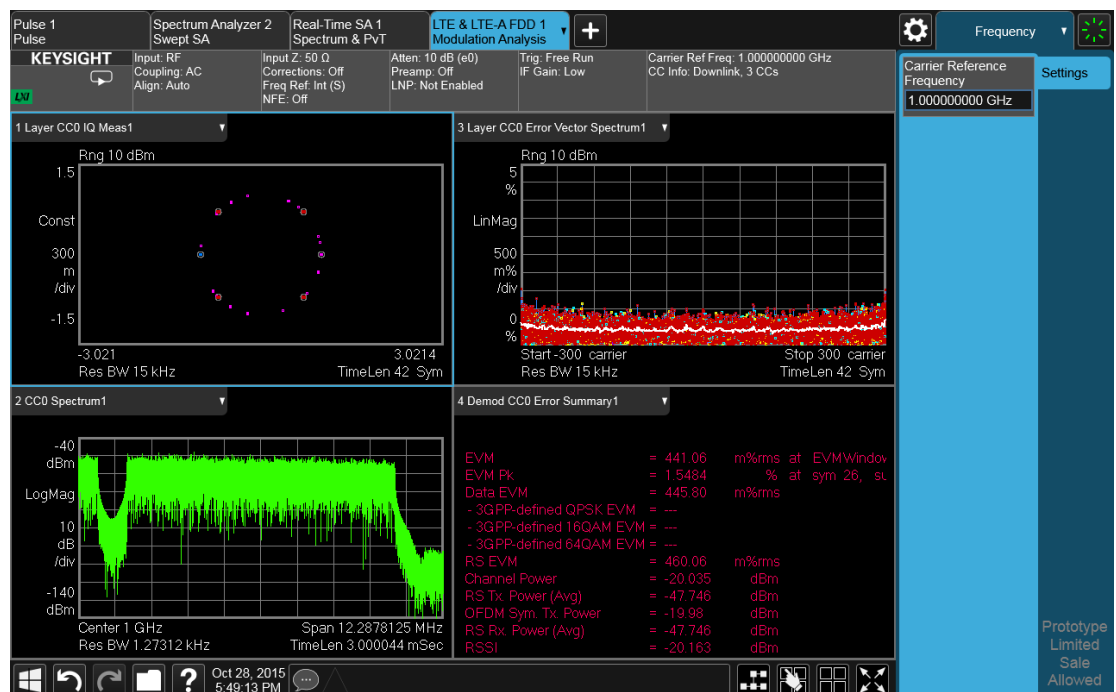 Pulse 1
Pulse
Spectrum Analyzer 2
Swept SA
Real-Time SA 1
Spectrum & PvT
LTE & LTE-A FDD 1
Modulation Analysis
Frequency
KEYSIGHT
LXI
Input: RF
Coupling: AC
Align: Auto
Input Z: 50 Ω
Corrections: Off
Freq Ref: Int (S)
NFE: Off
Atten: 10 dB (e0)
Preamp: Off
LNP: Not Enabled
Trig: Free Run
IF Gain: Low
Carrier Ref Freq: 1.000000000 GHz
CC Info: Downlink, 3 CCs
Carrier Reference
Frequency
1.000000000 GHz
Settings
1 Layer CC0 IQ Meas1
Rng 10 dBm
1.5
Const
300
m
/div
-1.5
-3.021
3.0214
Res BW 15 kHz
TimeLen 42 Sym
3 Layer CC0 Error Vector Spectrum1
Rng 10 dBm
5
%
LinMag
500
m%
/div
0
%
Start -300 carrier
Stop 300 carrier
Res BW 15 kHz
TimeLen 42 Sym
2 CC0 Spectrum1
-40
dBm
LogMag
10
dB
/div
-140
dBm
Center 1 GHz
Span 12.2878125 MHz
Res BW 1.27312 kHz
TimeLen 3.000044 mSec
4 Demod CC0 Error Summary1
EVM = 441.06 m%rms at EVMWindow
EVM Pk = 1.5484 % at sym 26, su
Data EVM = 445.80 m%rms
- 3GPP-defined QPSK EVM = ---
- 3GPP-defined 16QAM EVM = ---
- 3GPP-defined 64QAM EVM = ---
RS EVM = 460.06 m%rms
Channel Power = -20.035 dBm
RS Tx. Power (Avg) = -47.746 dBm
OFDM Sym. Tx. Power = -19.98 dBm
RS Rx. Power (Avg) = -47.746 dBm
RSSI = -20.163 dBm
Prototype
Limited
Sale
Allowed
?
Oct 28, 2015
5:49:13 PM